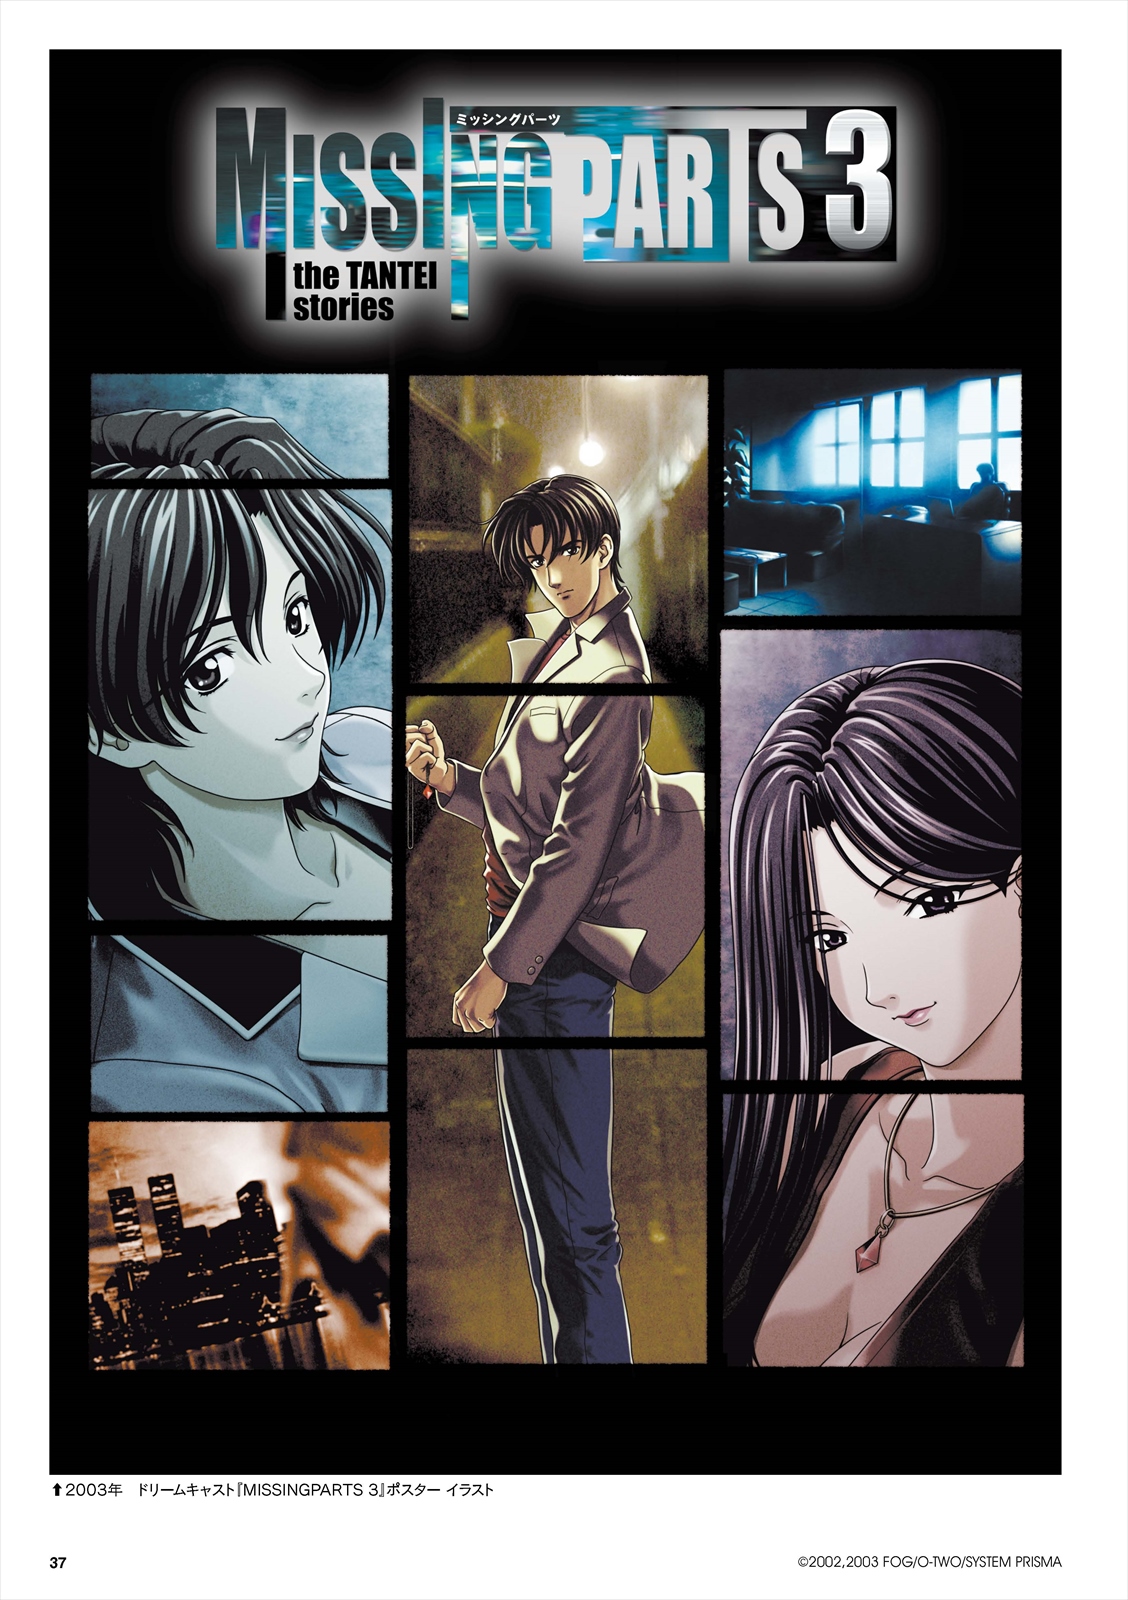 ミッシングパーツ
MISSING PARTS 3
the TANTEI
stories
⬆2003年　ドリームキャスト『MISSINGPARTS 3』ポスター イラスト
37
©2002,2003 FOG/O-TWO/SYSTEM PRISMA